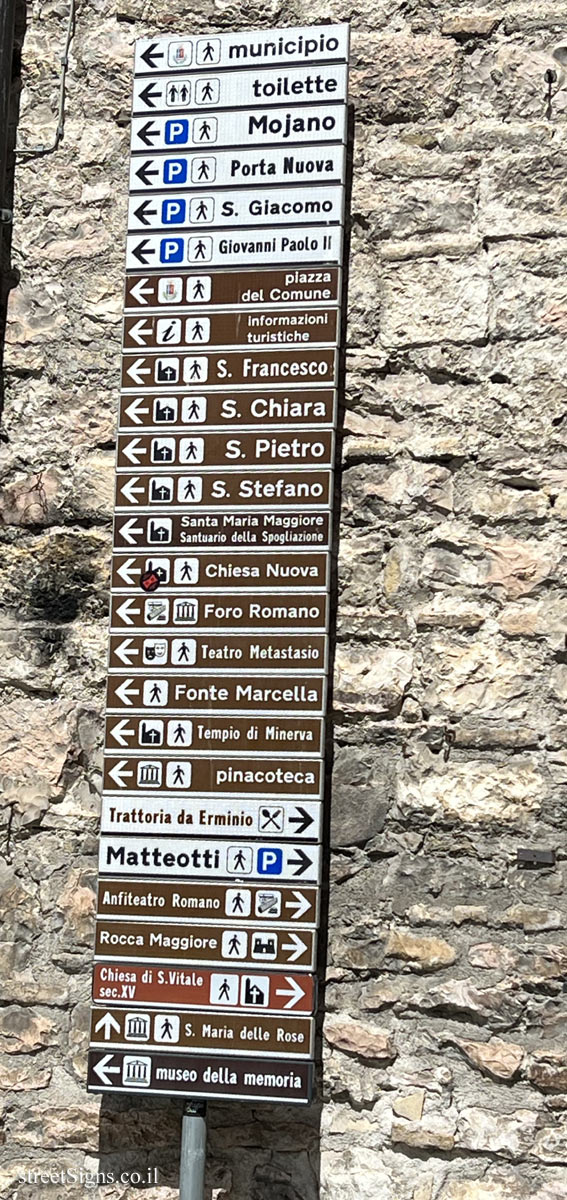 municipio
toilette
P Mojano
P Porta Nuova
P S. Giacomo
P Giovanni Paolo II
piazza
del Comune
i informazioni
turistiche
S. Francesco
S. Chiara
S. Pietro
S. Stefano
Santa Maria Maggiore
Santuario della Spogliazione
Chiesa Nuova
Foro Romano
Teatro Metastasio
Fonte Marcella
Tempio di Minerva
pinacoteca
Trattoria da Erminio
Matteotti P
Anfiteatro Romano
Rocca Maggiore
Chiesa di S.Vitale
sec.XV
S. Maria delle Rose
museo della memoria
streetSigns.co.il